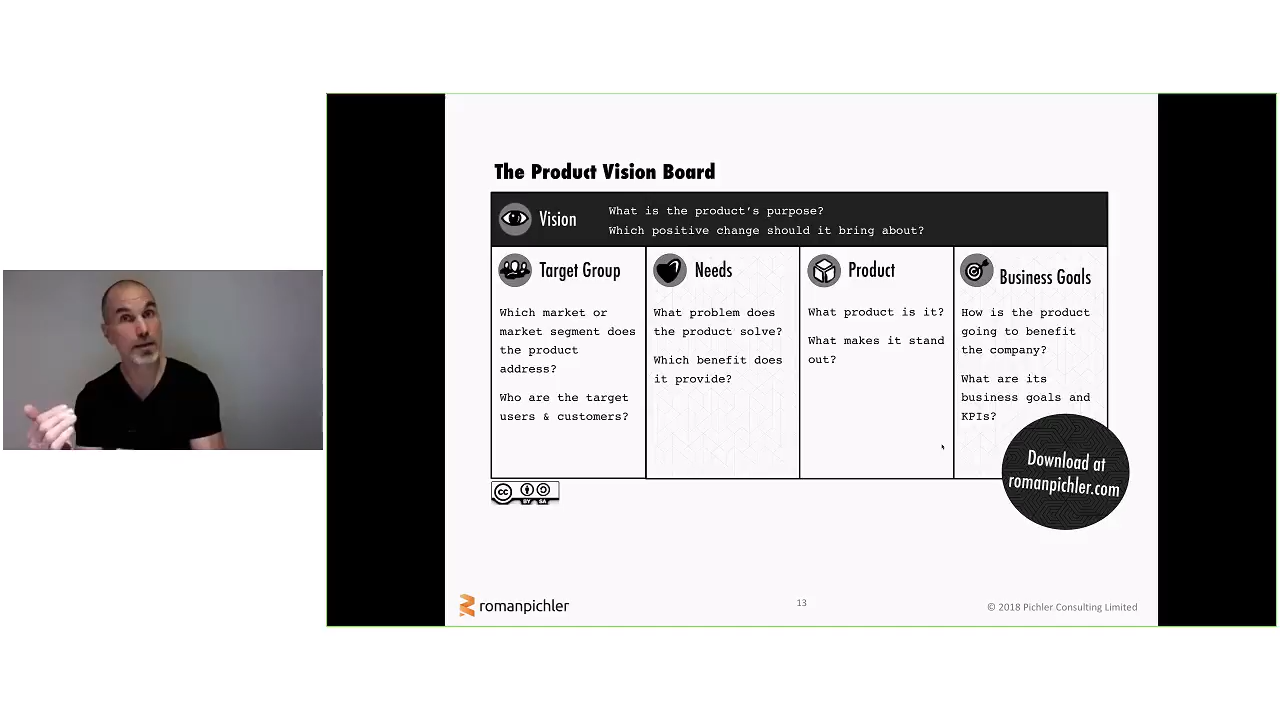 The Product Vision Board
Vision
What is the product's purpose?
Which positive change should it bring about?
Target Group
Which market or
market segment does
the product
address?
Who are the target
users & customers?
Needs
What problem does
the product solve?
Which benefit does
it provide?
Product
What product is it?
What makes it stand
out?
Business Goals
How is the product
going to benefit
the company?
What are its
business goals and
KPIs?
Download at
romanpichler.com
cc
BY SA
romanpichler
13
© 2018 Pichler Consulting Limited